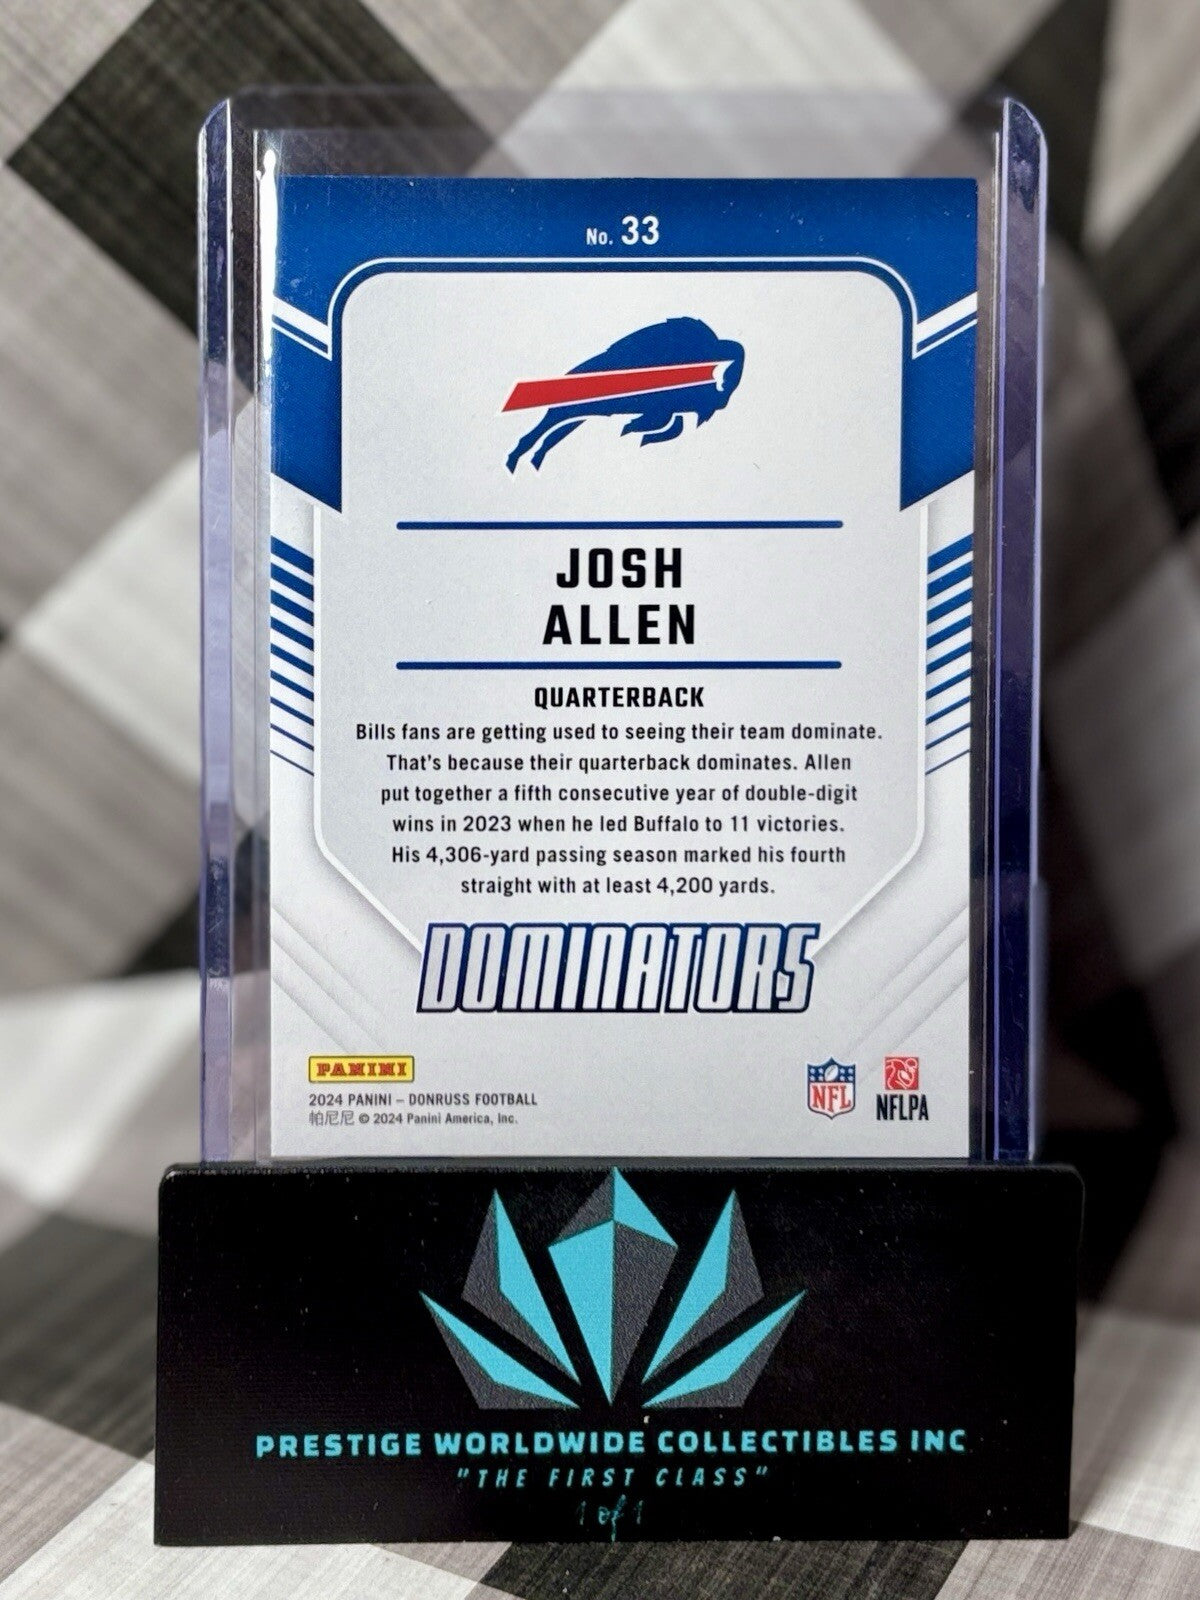 No. 33
JOSH
ALLEN
QUARTERBACK
Bills fans are getting used to seeing their team dominate.
That's because their quarterback dominates. Allen
put together a fifth consecutive year of double-digit
wins in 2023 when he led Buffalo to 11 victories.
His 4,306-yard passing season marked his fourth
straight with at least 4,200 yards.
DOMINATORS
PANINI
2024 PANINI – DONRUSS FOOTBALL
帕尼尼 © 2024 Panini America, Inc.
NFL
NFLPA
PRESTIGE WORLDWIDE COLLECTIBLES INC
"THE FIRST CLASS"
1 of 1